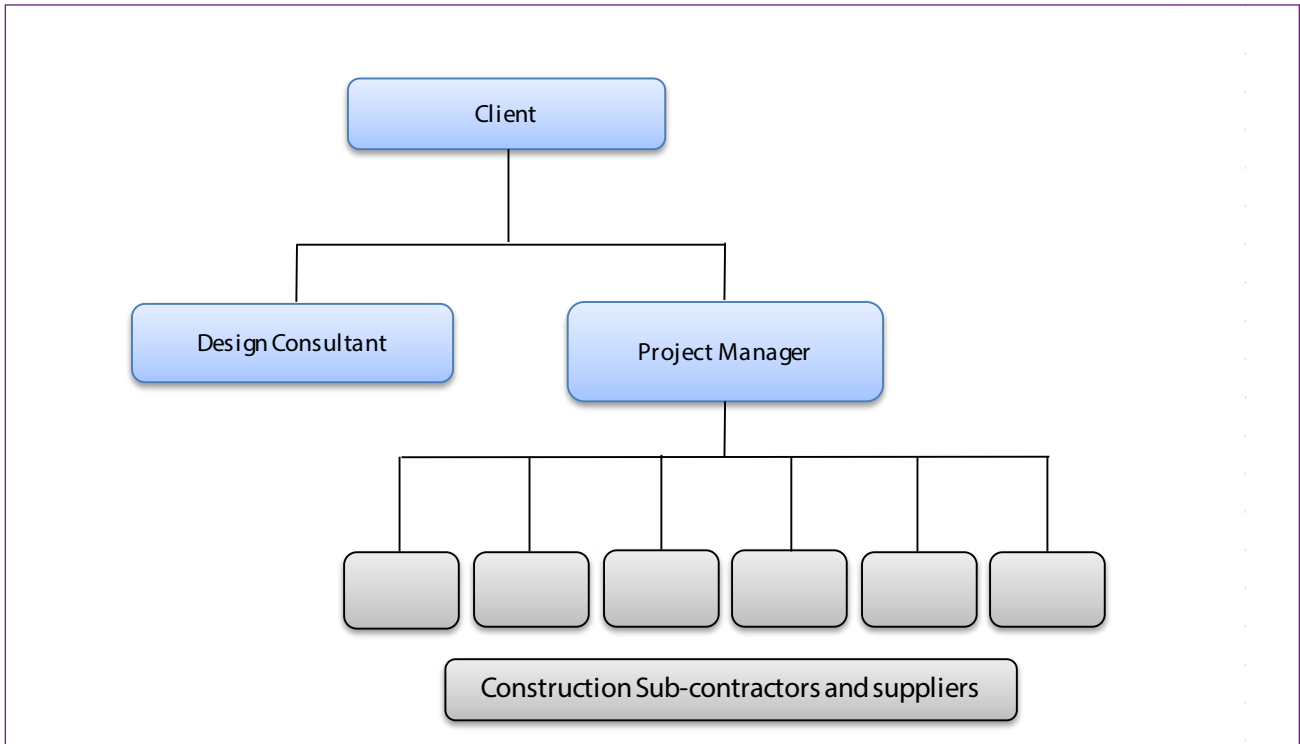 Client
Design Consultant
Project Manager
Construction Sub-contractors and suppliers